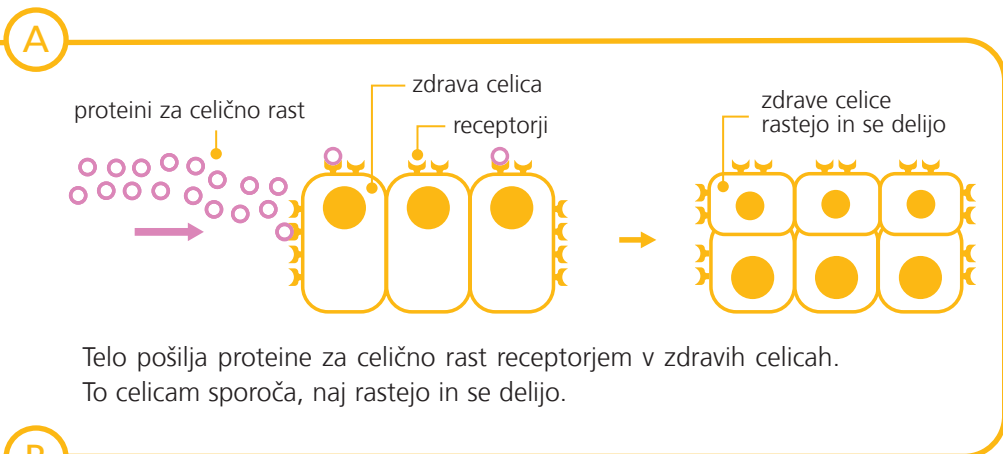 A
zdrava celica
proteini za celično rast
receptorji
zdrave celice
rastejo in se delijo
Telo pošilja proteine za celično rast receptorjem v zdravih celicah.
To celicam sporoča, naj rastejo in se delijo.